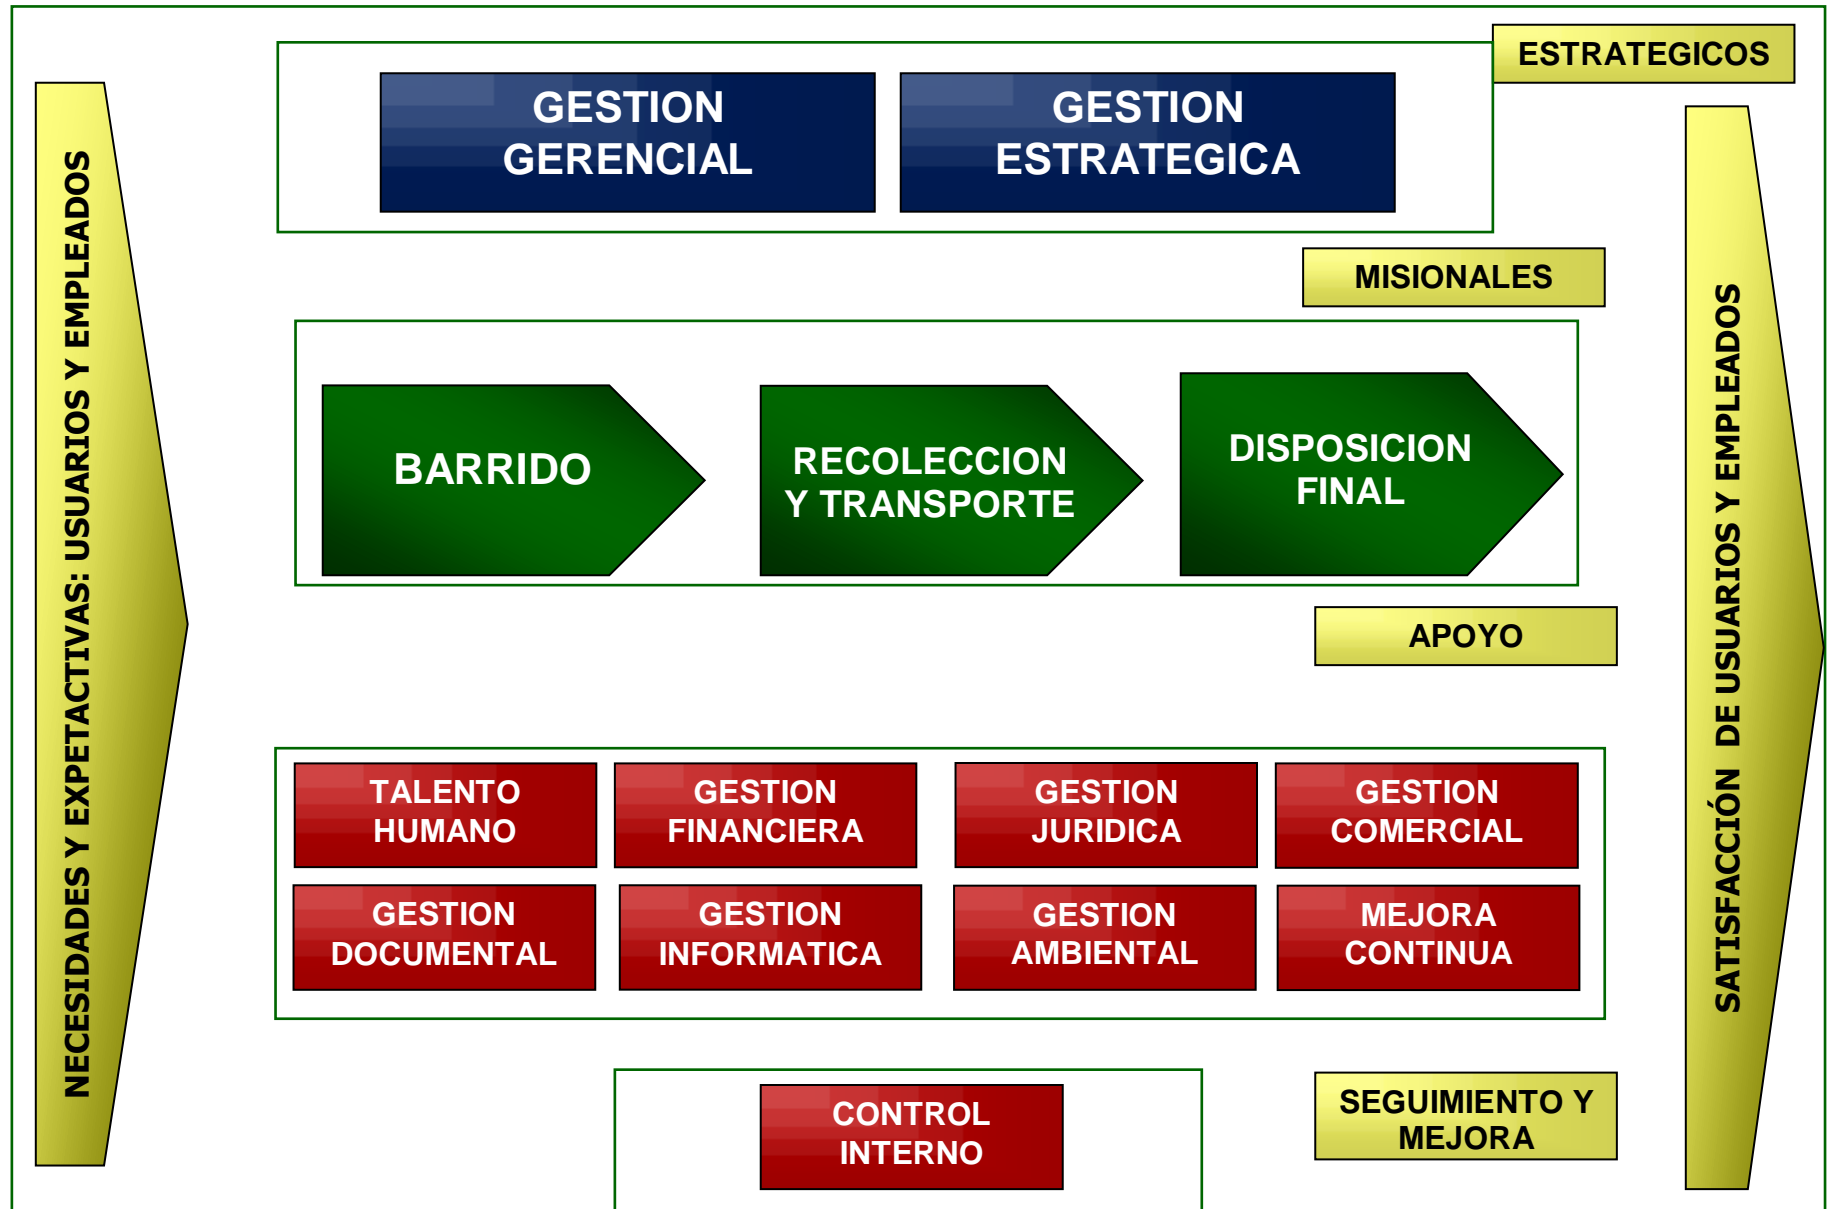 ESTRATEGICOS
GESTION
GERENCIAL
GESTION
ESTRATEGICA
NECESIDADES Y EXPETACTIVAS: USUARIOS Y EMPLEADOS
MISIONALES
BARRIDO
RECOLECCION
Y TRANSPORTE
DISPOSICION
FINAL
SATISFACCIÓN  DE USUARIOS Y EMPLEADOS
APOYO
TALENTO
HUMANO
GESTION
FINANCIERA
GESTION
JURIDICA
GESTION
COMERCIAL
GESTION
DOCUMENTAL
GESTION
INFORMATICA
GESTION
AMBIENTAL
MEJORA
CONTINUA
CONTROL
INTERNO
SEGUIMIENTO Y
MEJORA